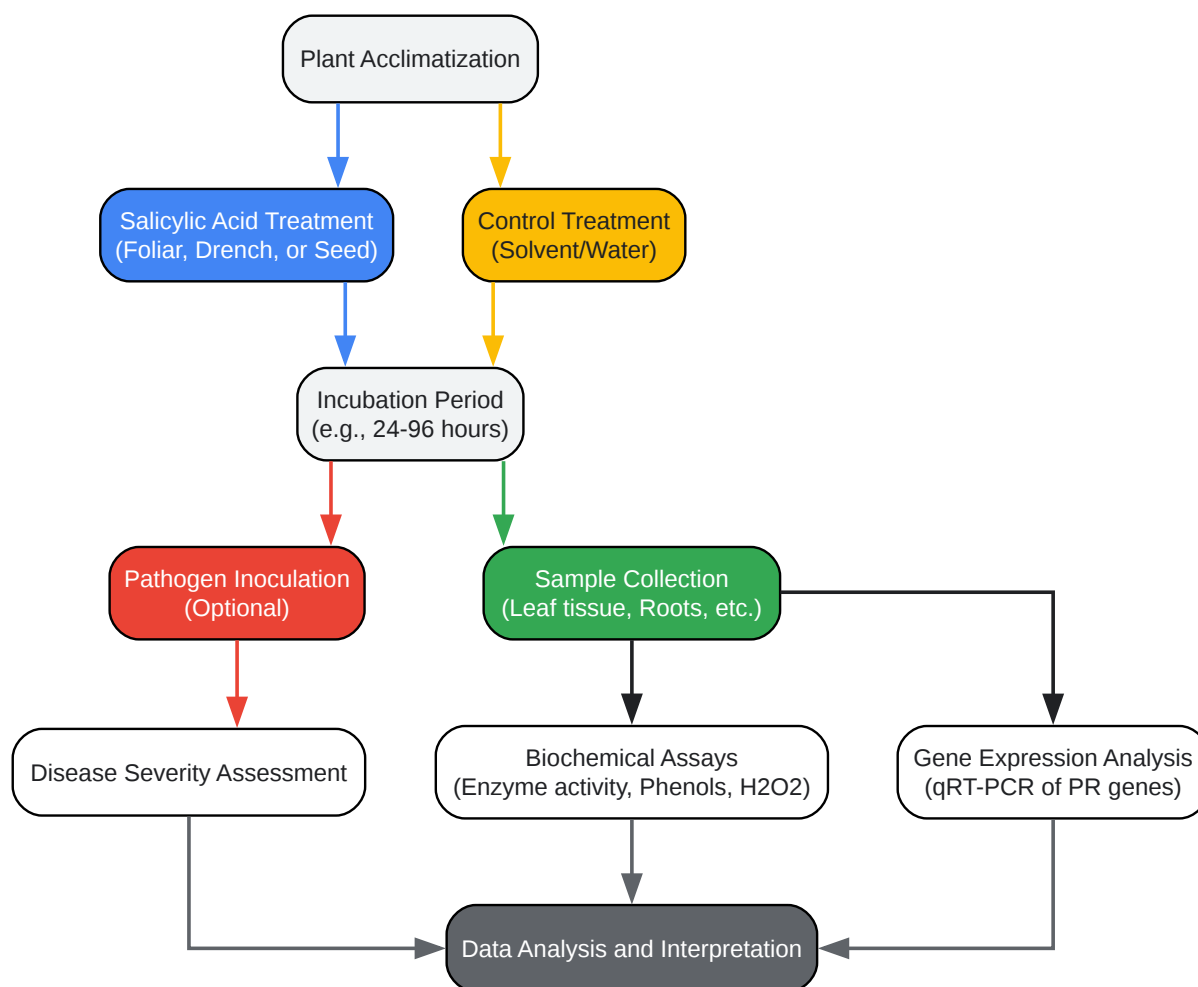 Plant Acclimatization
Salicylic Acid Treatment
(Foliar, Drench, or Seed)
Control Treatment
(Solvent/Water)
Incubation Period
(e.g., 24-96 hours)
Pathogen Inoculation
(Optional)
Sample Collection
(Leaf tissue, Roots, etc.)
Disease Severity Assessment
Biochemical Assays
(Enzyme activity, Phenols, H2O2)
Gene Expression Analysis
(qRT-PCR of PR genes)
Data Analysis and Interpretation